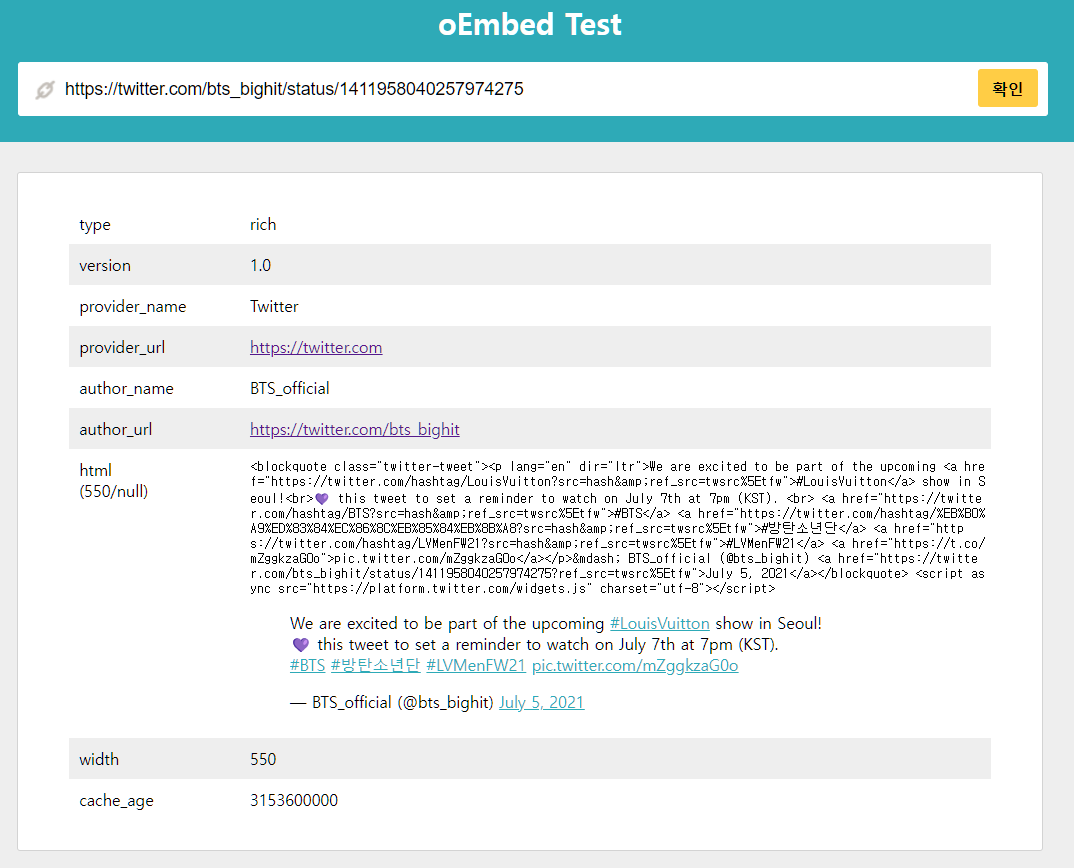 oEmbed Test
https://twitter.com/bts_bighit/status/1411958040257974275
확인
type rich
version 1.0
provider_name Twitter
provider_url https://twitter.com
author_name BTS_official
author_url https://twitter.com/bts_bighit
html
(550/null)
<blockquote class="twitter-tweet"><p lang="en" dir="ltr">We are excited to be part of the upcoming <a hre
f="https://twitter.com/hashtag/LouisVuitton?src=hash&amp;ref_src=twsrc%5Etfw">#LouisVuitton</a> show in S
eoul!<br>💜 this tweet to set a reminder to watch on July 7th at 7pm (KST). <br> <a href="https://twitte
r.com/hashtag/BTS?src=hash&amp;ref_src=twsrc%5Etfw">#BTS</a> <a href="https://twitter.com/hashtag/%EB%B0%
A9%ED%83%84%EC%86%8C%EB%85%84%EB%8B%A8?src=hash&amp;ref_src=twsrc%5Etfw">#방탄소년단</a> <a href="http
s://twitter.com/hashtag/LVMenFW21?src=hash&amp;ref_src=twsrc%5Etfw">#LVMenFW21</a> <a href="https://t.co/
mZggkzaG0o">pic.twitter.com/mZggkzaG0o</a></p>&mdash; BTS_official (@bts_bighit) <a href="https://twitte
r.com/bts_bighit/status/1411958040257974275?ref_src=twsrc%5Etfw">July 5, 2021</a></blockquote> <script as
ync src="https://platform.twitter.com/widgets.js" charset="utf-8"></script>
We are excited to be part of the upcoming #LouisVuitton show in Seoul!
💜 this tweet to set a reminder to watch on July 7th at 7pm (KST).
#BTS #방탄소년단 #LVMenFW21 pic.twitter.com/mZggkzaG0o
— BTS_official (@bts_bighit) July 5, 2021
width 550
cache_age 3153600000